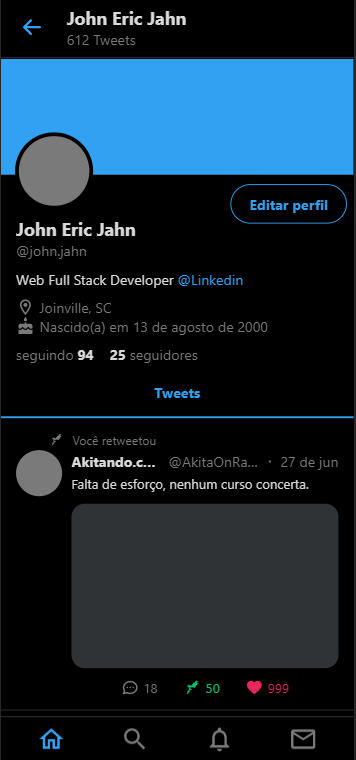 John Eric Jahn
612 Tweets
Editar perfil
John Eric Jahn
@john.jahn
Web Full Stack Developer @Linkedin
Joinville, SC
Nascido(a) em 13 de agosto de 2000
seguindo 94 25 seguidores
Tweets
Você retweetou
Akitando.c... @AkitaOnRa... · 27 de jun
Falta de esforço, nenhum curso concerta.
18 50 999